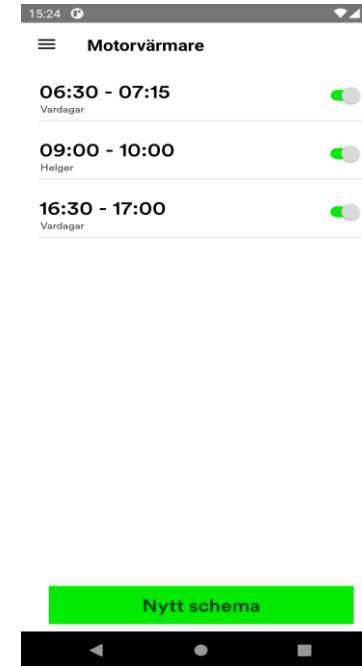 15:24
Motorvärmare
06:30 - 07:15
Vardagar
09:00 - 10:00
Helger
16:30 - 17:00
Vardagar
Nytt schema